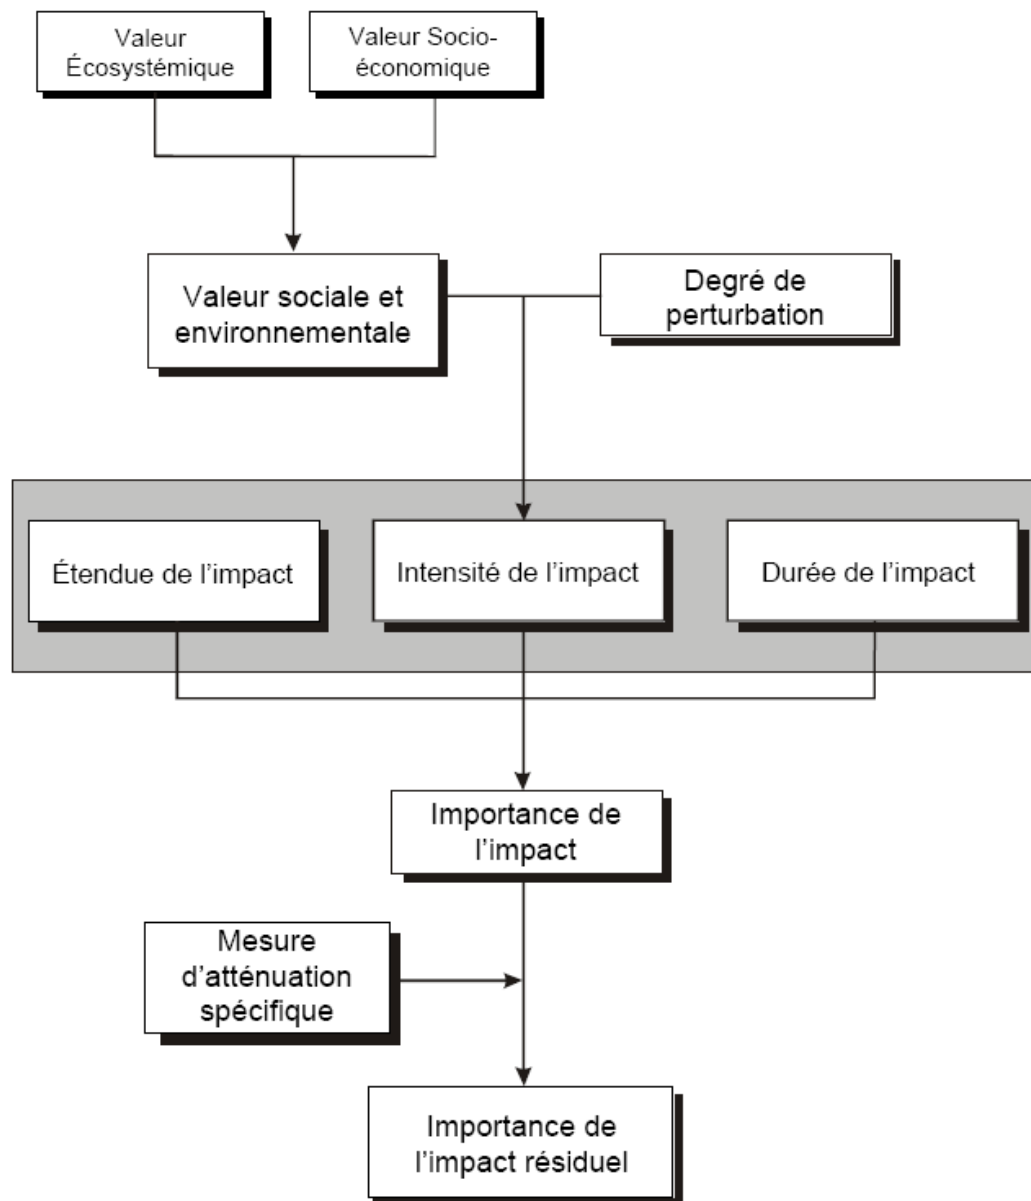 Valeur
Écosystémique
Valeur Socio-
économique
Valeur sociale et
environnementale
Degré de
perturbation
Étendue de l’impact
Intensité de l’impact
Durée de l’impact
Importance de
l’impact
Mesure
d’atténuation
spécifique
Importance de
l’impact résiduel